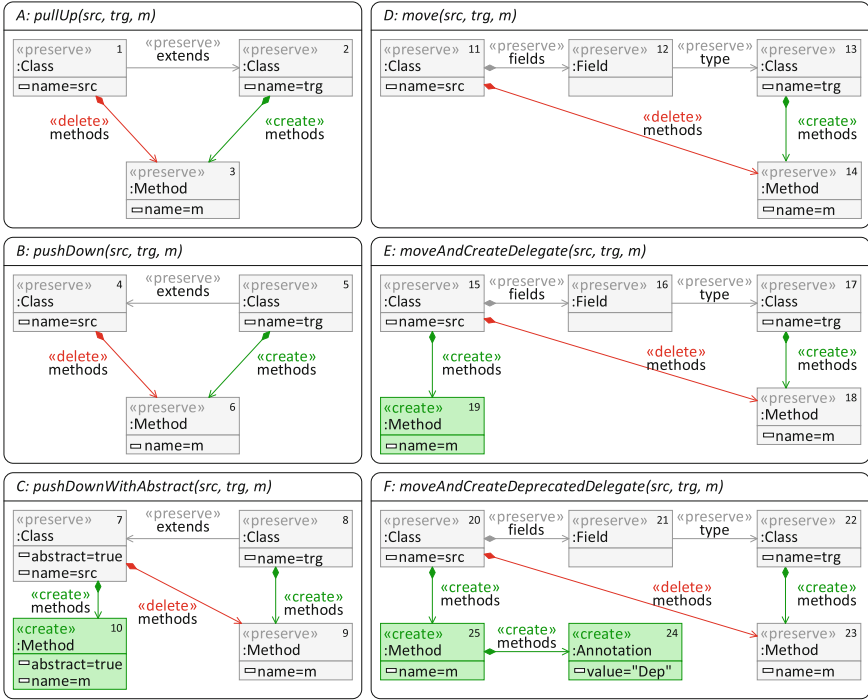 A: pullUp(src, trg, m)
«preserve» 1
:Class
name=src
«preserve»
extends
«preserve» 2
:Class
name=trg
«delete»
methods
«create»
methods
«preserve» 3
:Method
name=m
D: move(src, trg, m)
«preserve» 11
:Class
name=src
«preserve»
fields
«preserve» 12
:Field
«preserve»
type
«preserve» 13
:Class
name=trg
«delete»
methods
«create»
methods
«preserve» 14
:Method
name=m
B: pushDown(src, trg, m)
«preserve» 4
:Class
name=src
«preserve»
extends
«preserve» 5
:Class
name=trg
«delete»
methods
«create»
methods
«preserve» 6
:Method
name=m
E: moveAndCreateDelegate(src, trg, m)
«preserve» 15
:Class
name=src
«preserve»
fields
«preserve» 16
:Field
«preserve»
type
«preserve» 17
:Class
name=trg
«create»
methods
«delete»
methods
«create»
methods
«create» 19
:Method
name=m
«preserve» 18
:Method
name=m
C: pushDownWithAbstract(src, trg, m)
«preserve» 7
:Class
abstract=true
name=src
«preserve»
extends
«preserve» 8
:Class
name=trg
«create»
methods
«delete»
methods
«create»
methods
«create» 10
:Method
abstract=true
name=m
«preserve» 9
:Method
name=m
F: moveAndCreateDeprecatedDelegate(src, trg, m)
«preserve» 20
:Class
name=src
«preserve»
fields
«preserve» 21
:Field
«preserve»
type
«preserve» 22
:Class
name=trg
«create»
methods
«delete»
methods
«create»
methods
«create» 25
:Method
name=m
«create»
methods
«create» 24
:Annotation
value="Dep"
«preserve» 23
:Method
name=m